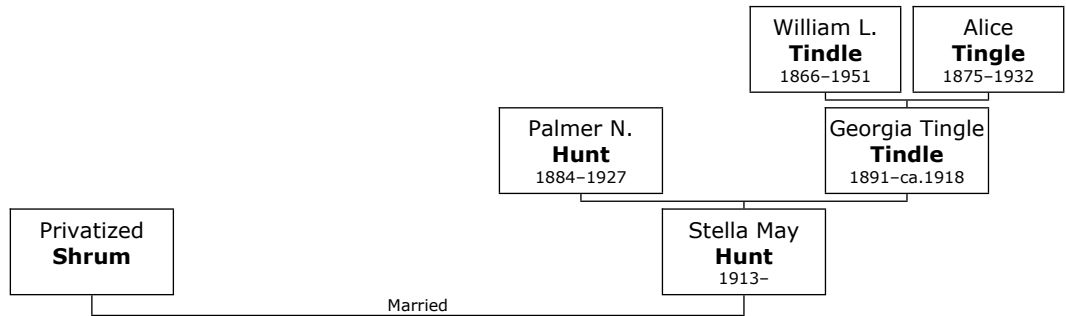 William L.
Tindle
1866–1951
Alice
Tingle
1875–1932
Palmer N.
Hunt
1884–1927
Georgia Tingle
Tindle
1891–ca.1918
Privatized
Shrum
Stella May
Hunt
1913–
Married